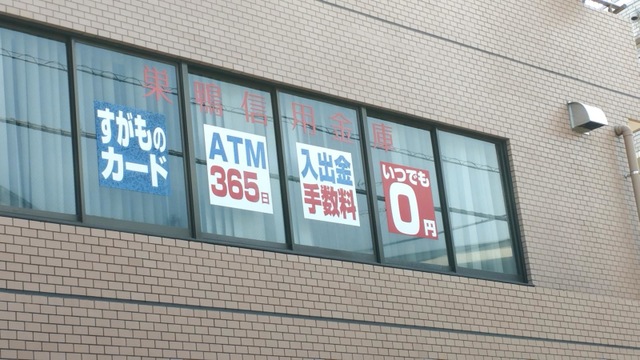 巣鴨信用金庫
すがもの
カード
ATM
365日
入出金
手数料
いつでも
0円